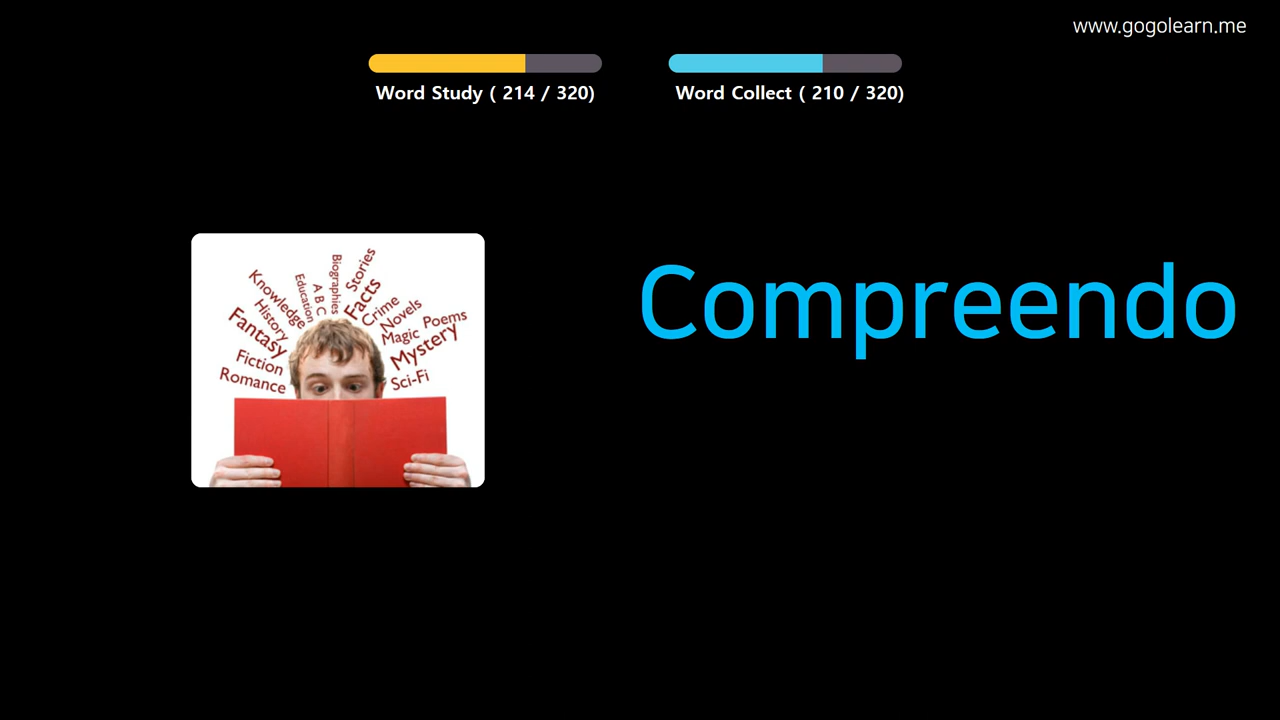 www.gogolearn.me
Word Study ( 214 / 320)
Word Collect ( 210 / 320)
Compreendo
Knowledge
History
Fantasy
Fiction
Romance
Education
A B C
Biographies
Stories
Facts
Crime
Novels
Magic
Poems
Mystery
Sci-Fi